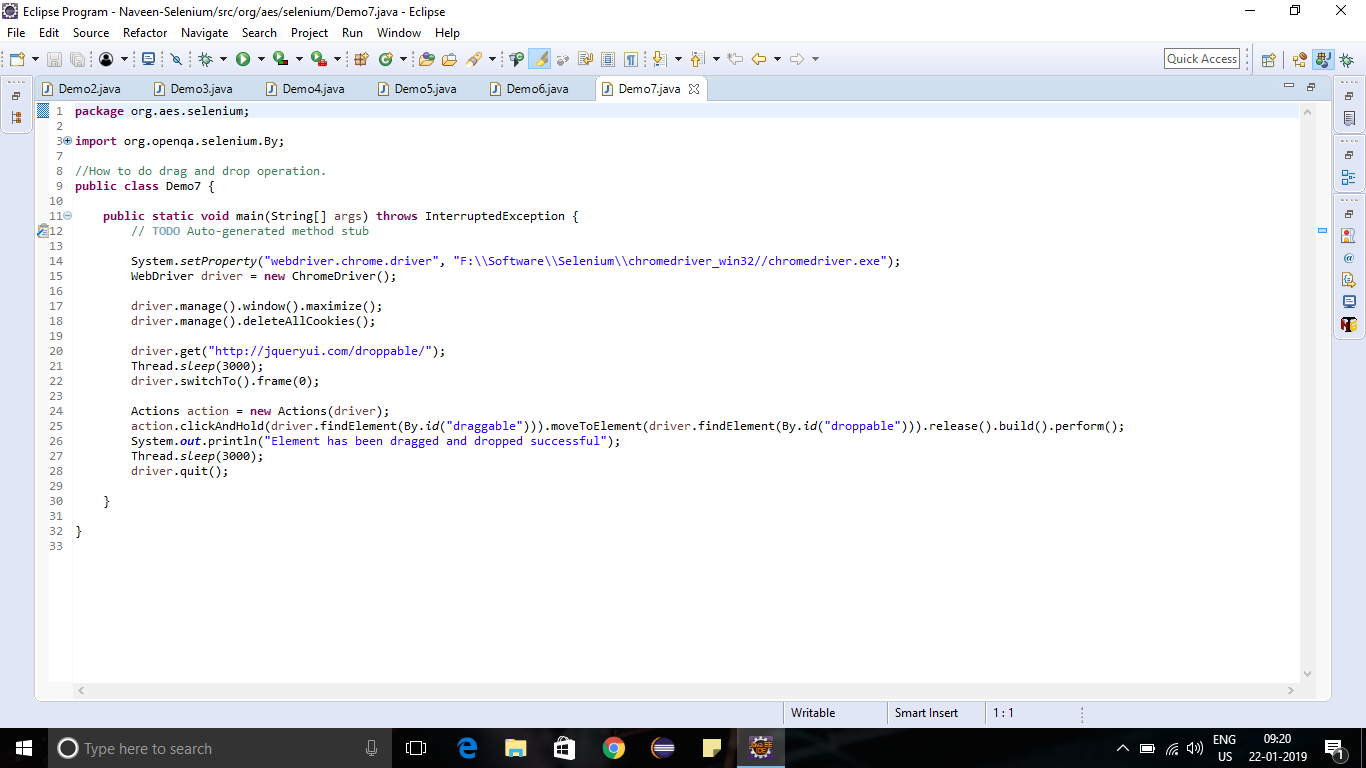 Eclipse Program - Naveen-Selenium/src/org/aes/selenium/Demo7.java - Eclipse
File Edit Source Refactor Navigate Search Project Run Window Help
Quick Access
Demo2.java Demo3.java Demo4.java Demo5.java Demo6.java Demo7.java
1 package org.aes.selenium;
2
3 import org.openqa.selenium.By;
7
8 //How to do drag and drop operation.
9 public class Demo7 {
10
11 public static void main(String[] args) throws InterruptedException {
12 // TODO Auto-generated method stub
13
14 System.setProperty("webdriver.chrome.driver", "F:\\Software\\Selenium\\chromedriver_win32//chromedriver.exe");
15 WebDriver driver = new ChromeDriver();
16
17 driver.manage().window().maximize();
18 driver.manage().deleteAllCookies();
19
20 driver.get("http://jqueryui.com/droppable/");
21 Thread.sleep(3000);
22 driver.switchTo().frame(0);
23
24 Actions action = new Actions(driver);
25 action.clickAndHold(driver.findElement(By.id("draggable"))).moveToElement(driver.findElement(By.id("droppable"))).release().build().perform();
26 System.out.println("Element has been dragged and dropped successful");
27 Thread.sleep(3000);
28 driver.quit();
29
30 }
31
32 }
33
Writable Smart Insert 1 : 1
Type here to search
ENG
US
09:20
22-01-2019
1